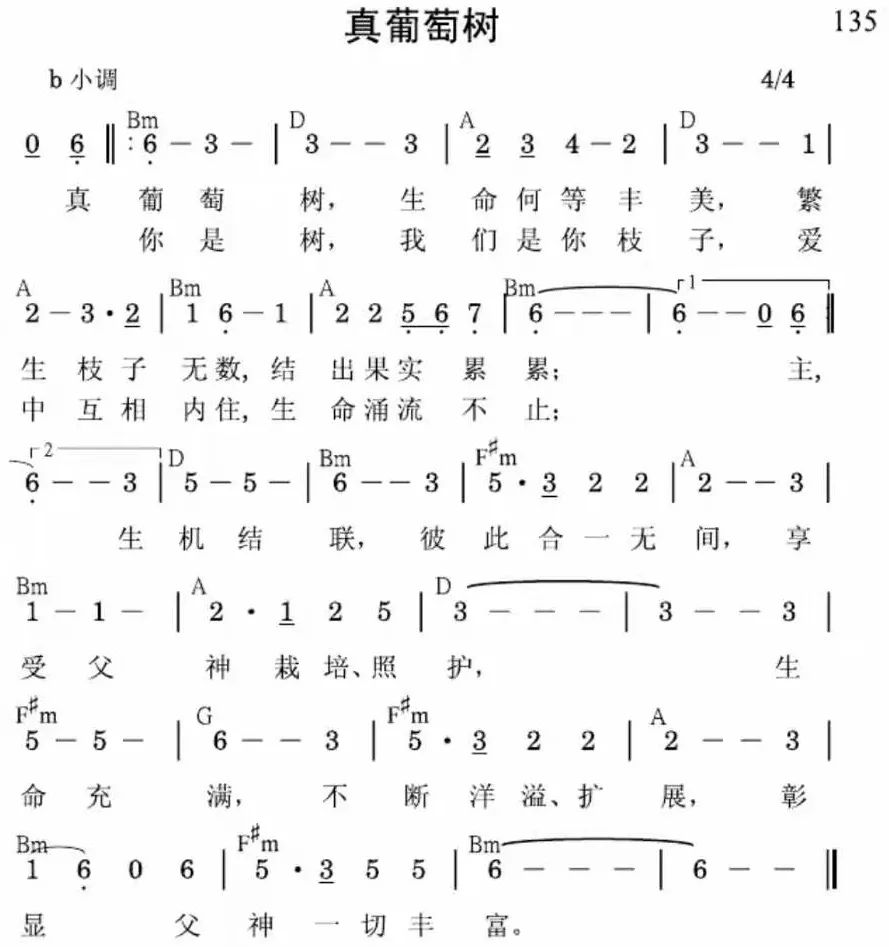 真葡萄树 135
b 小调 4/4
Bm D A D
0 6 ‖: 6 - 3 - | 3 - - 3 | 2 3 4 - 2 | 3 - - 1 |
真 葡 萄 树， 生 命 何 等 丰 美， 繁
你 是 树， 我 们 是 你 枝 子， 爱
A Bm A Bm 1
2 - 3 · 2 | 1 6 - 1 | 2 2 5 6 7 | 6 - - - | 6 - - 0 6 :‖
生 枝 子 无 数, 结 出 果 实 累 累； 主,
中 互 相 内 住, 生 命 涌 流 不 止；
2 D Bm F♯m A
6 - - 3 | 5 - 5 - | 6 - - 3 | 5 · 3 2 2 | 2 - - 3 |
生 机 结 联， 彼 此 合 一 无 间， 享
Bm A D
1 - 1 - | 2 · 1 2 5 | 3 - - - | 3 - - 3 |
受 父 神 栽 培、照 护， 生
F♯m G F♯m A
5 - 5 - | 6 - - 3 | 5 · 3 2 2 | 2 - - 3 |
命 充 满， 不 断 洋 溢、扩 展， 彰
Bm F♯m Bm
1 6 0 6 | 5 · 3 5 5 | 6 - - - | 6 - - ‖
显 父 神 一 切 丰 富。